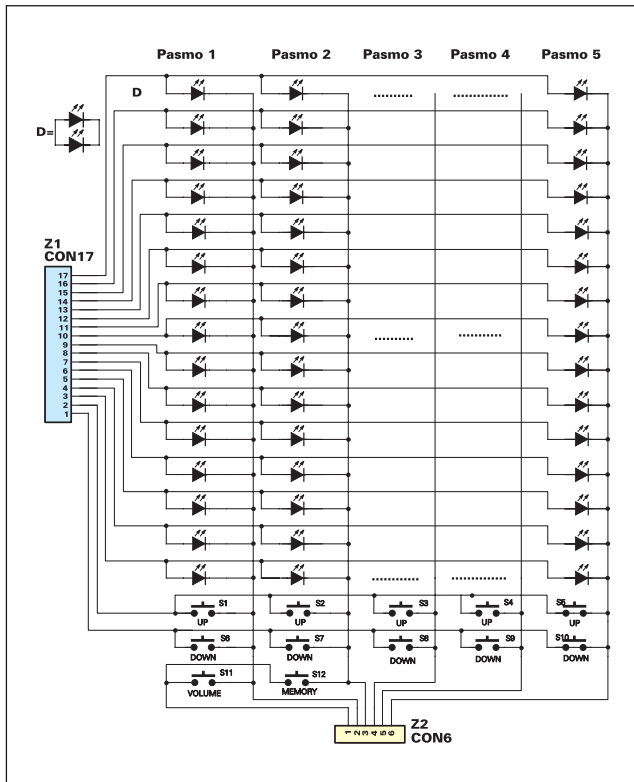 Pasmo 1 Pasmo 2 Pasmo 3 Pasmo 4 Pasmo 5
D
D=
Z1
CON17
17
16
15
14
13
12
11
10
9
8
7
6
5
4
3
2
1
S1 S2 S3 S4 S5
UP UP UP UP UP
S6 S7 S8 S9 S10
DOWN DOWN DOWN DOWN DOWN
S11 S12
VOLUME MEMORY
1 2 3 4 5 6
Z2
CON6